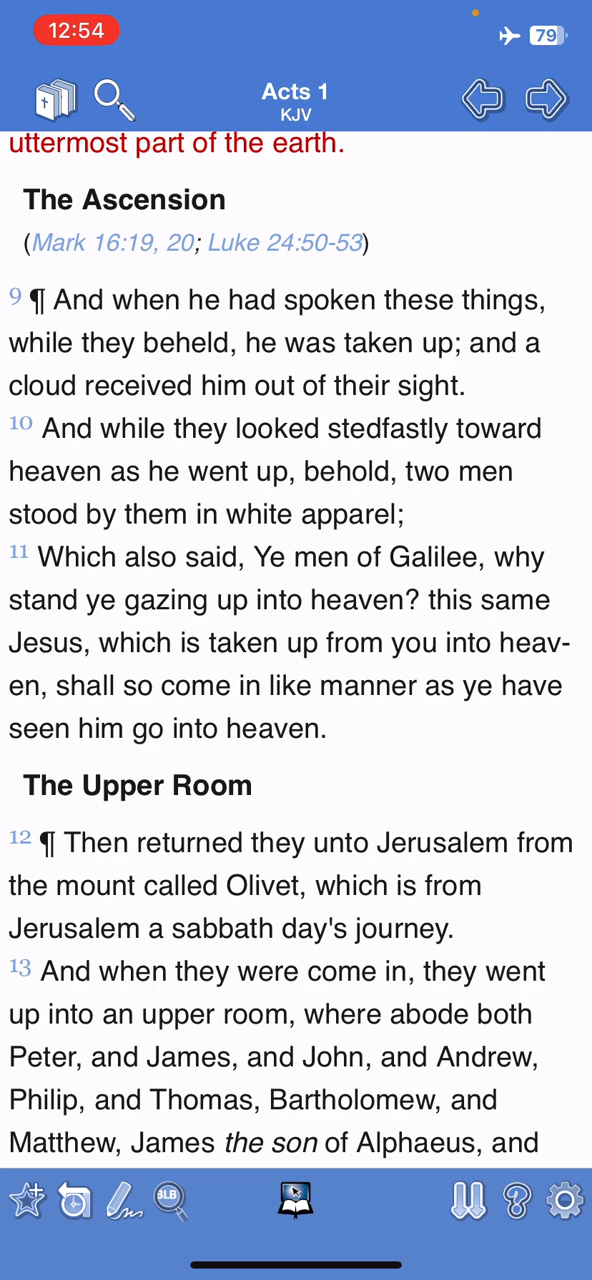 12:54
79
Acts 1
KJV
uttermost part of the earth.
The Ascension
(Mark 16:19, 20; Luke 24:50-53)
9 ¶ And when he had spoken these things,
while they beheld, he was taken up; and a
cloud received him out of their sight.
10 And while they looked stedfastly toward
heaven as he went up, behold, two men
stood by them in white apparel;
11 Which also said, Ye men of Galilee, why
stand ye gazing up into heaven? this same
Jesus, which is taken up from you into heav-
en, shall so come in like manner as ye have
seen him go into heaven.
The Upper Room
12 ¶ Then returned they unto Jerusalem from
the mount called Olivet, which is from
Jerusalem a sabbath day's journey.
13 And when they were come in, they went
up into an upper room, where abode both
Peter, and James, and John, and Andrew,
Philip, and Thomas, Bartholomew, and
Matthew, James the son of Alphaeus, and
BLB